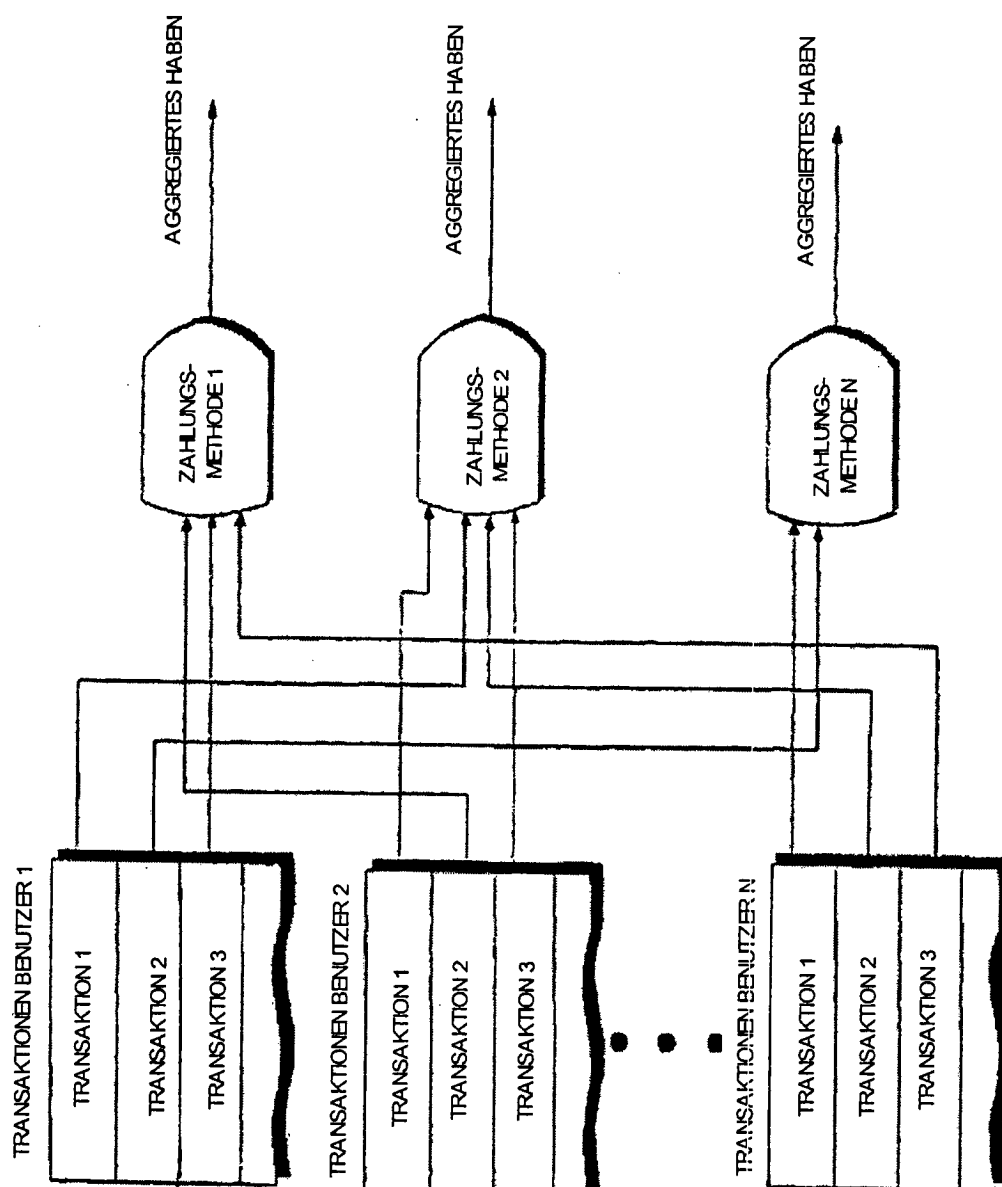 TRANSAKTIONEN BENUTZER 1
TRANSAKTION 1
TRANSAKTION 2
TRANSAKTION 3
TRANSAKTIONEN BENUTZER 2
TRANSAKTION 1
TRANSAKTION 2
TRANSAKTION 3
TRANSAKTIONEN BENUTZER N
TRANSAKTION 1
TRANSAKTION 2
TRANSAKTION 3
ZAHLUNGS-
METHODE 1
ZAHLUNGS-
METHODE 2
ZAHLUNGS-
METHODE N
AGGREGIERTES HABEN
AGGREGIERTES HABEN
AGGREGIERTES HABEN